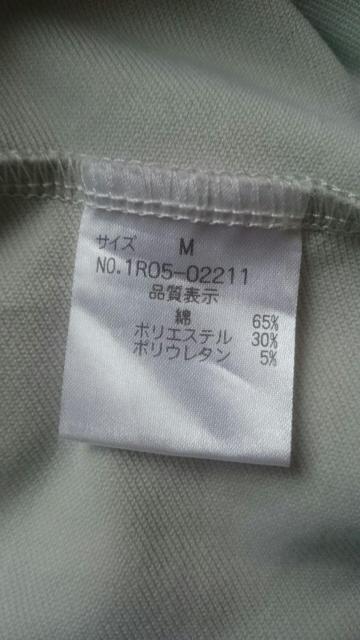 サイズ M
NO.1R05-02211
品質表示
綿 65%
ポリエステル 30%
ポリウレタン 5%